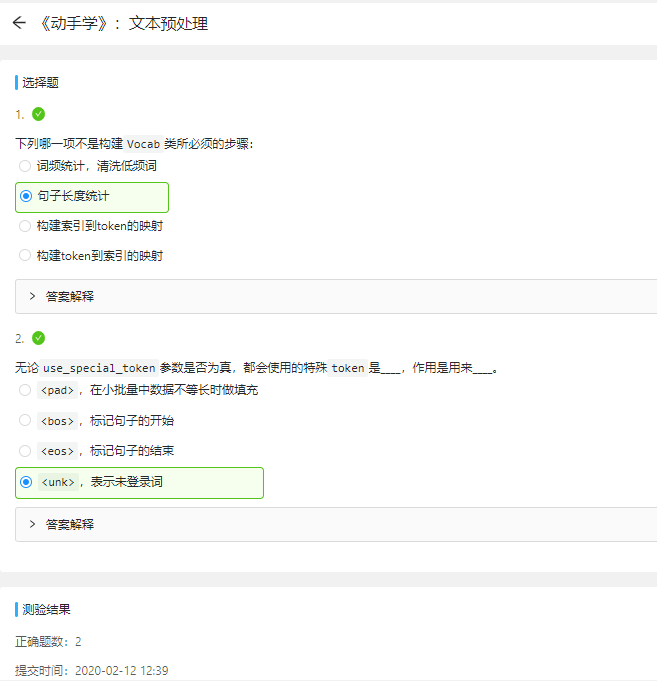 《动手学》：文本预处理
选择题
1.
下列哪一项不是构建 Vocab 类所必须的步骤：
词频统计，清洗低频词
句子长度统计
构建索引到token的映射
构建token到索引的映射
答案解释
2.
无论 use_special_token 参数是否为真，都会使用的特殊 token 是____，作用是用来____。
<pad>，在小批量中数据不等长时做填充
<bos>，标记句子的开始
<eos>，标记句子的结束
<unk>，表示未登录词
答案解释
测验结果
正确题数：2
提交时间：2020-02-12 12:39